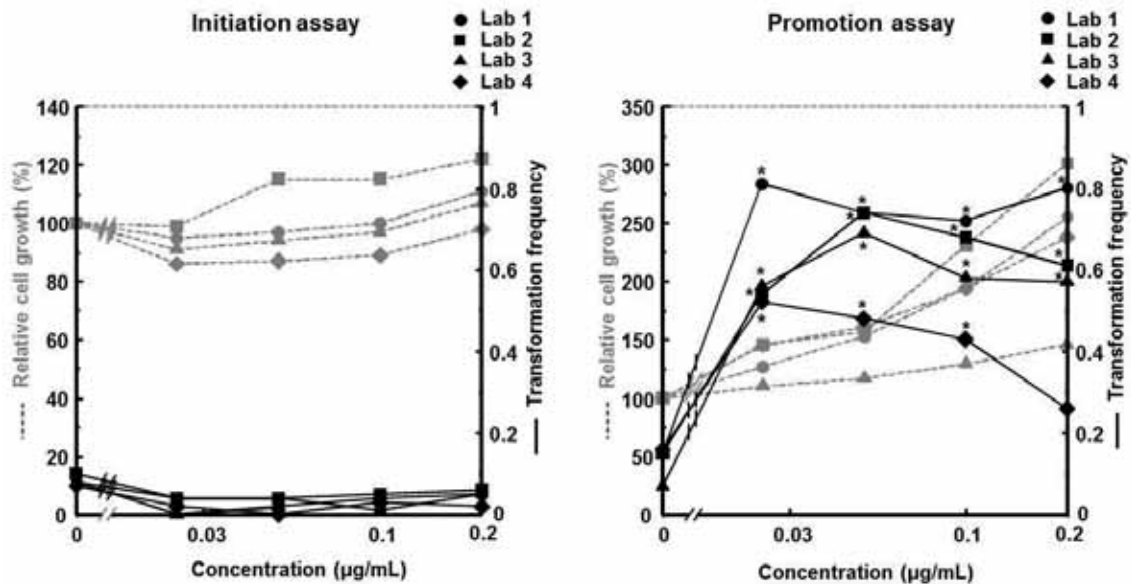 Initiation assay
Lab 1
Lab 2
Lab 3
Lab 4
140
120
100
80
60
40
20
0
Relative cell growth (%)
1
0.8
0.6
0.4
0.2
0
Transformation frequency
0
0.03
0.1
0.2
Concentration (µg/mL)
Promotion assay
Lab 1
Lab 2
Lab 3
Lab 4
350
300
250
200
150
100
50
0
Relative cell growth (%)
* * * * * * * * * * * * * * *
1
0.8
0.6
0.4
0.2
0
Transformation frequency
0
0.03
0.1
0.2
Concentration (µg/mL)